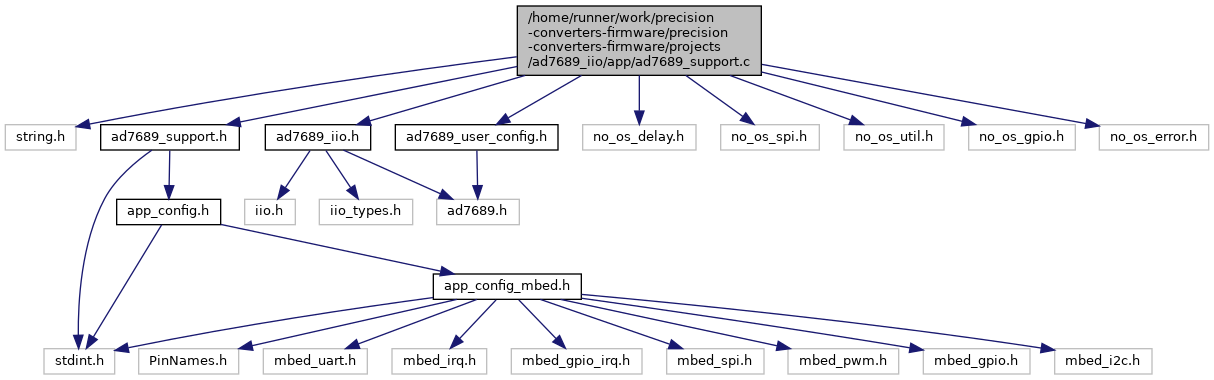 /home/runner/work/precision
-converters-firmware/precision
-converters-firmware/projects
/ad7689_iio/app/ad7689_support.c
string.h
ad7689_support.h
ad7689_iio.h
ad7689_user_config.h
no_os_delay.h
no_os_spi.h
no_os_util.h
no_os_gpio.h
no_os_error.h
app_config.h
iio.h
iio_types.h
ad7689.h
app_config_mbed.h
stdint.h
PinNames.h
mbed_uart.h
mbed_irq.h
mbed_gpio_irq.h
mbed_spi.h
mbed_pwm.h
mbed_gpio.h
mbed_i2c.h